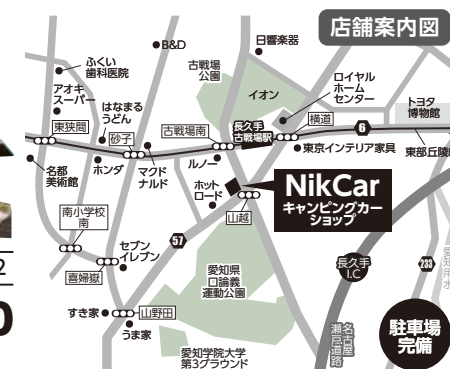 店舗案内図
B&D
日響楽器
ふくい
歯科医院
古戦場
公園
イオン
ロイヤル
ホーム
センター
アオキ
スーパー
はなまる
うどん
トヨタ
博物館
東狭間
砂子
古戦場南
長久手
古戦場駅
横道
6
名都
美術館
ホンダ
マクド
ナルド
ルノー
東京インテリア家具
東部丘陵
ホット
ロード
NikCar
キャンピングカー
ショップ
山越
南小学校
南
57
セブン
イレブン
喜婦嶽
愛知県
口論義
運動公園
長久手
I.C
233
愛知用水
2
0
すき家
山野田
うま家
名古屋
瀬戸道路
駐車場
完備
愛知学院大学
第3グラウンド